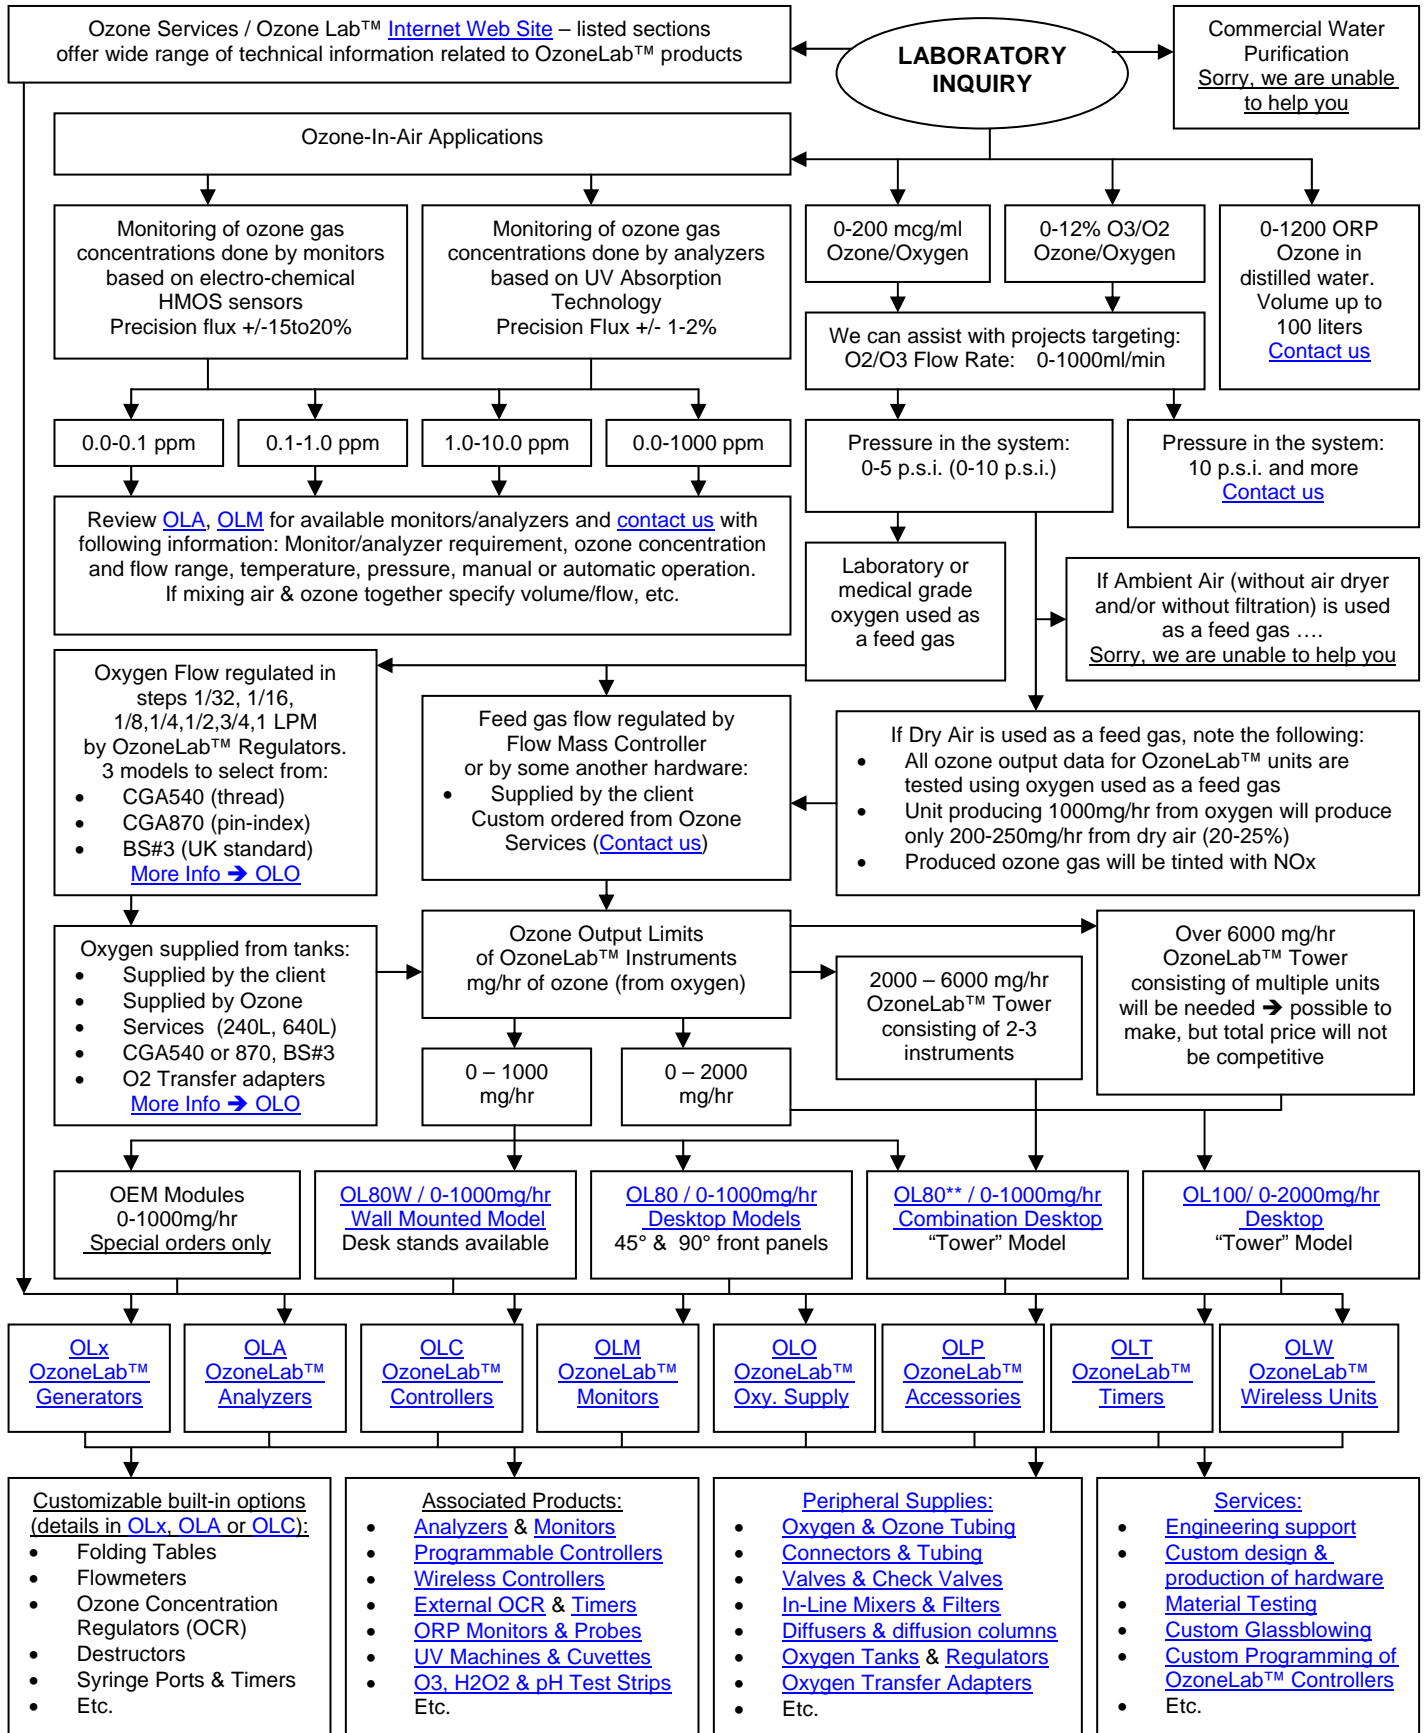 Ozone Services / Ozone Lab™ Internet Web Site – listed sections
offer wide range of technical information related to OzoneLab™ products
LABORATORY
INQUIRY
Commercial Water
Purification
Sorry, we are unable
to help you
Ozone-In-Air Applications
Monitoring of ozone gas
concentrations done by monitors
based on electro-chemical
HMOS sensors
Precision flux +/-15to20%
Monitoring of ozone gas
concentrations done by analyzers
based on UV Absorption
Technology
Precision Flux +/- 1-2%
0-200 mcg/ml
Ozone/Oxygen
0-12% O3/O2
Ozone/Oxygen
0-1200 ORP
Ozone in
distilled water.
Volume up to
100 liters
Contact us
We can assist with projects targeting:
O2/O3 Flow Rate: 0-1000ml/min
0.0-0.1 ppm
0.1-1.0 ppm
1.0-10.0 ppm
0.0-1000 ppm
Pressure in the system:
0-5 p.s.i. (0-10 p.s.i.)
Pressure in the system:
10 p.s.i. and more
Contact us
Review OLA, OLM for available monitors/analyzers and contact us with
following information: Monitor/analyzer requirement, ozone concentration
and flow range, temperature, pressure, manual or automatic operation.
If mixing air & ozone together specify volume/flow, etc.
Laboratory or
medical grade
oxygen used as
a feed gas
If Ambient Air (without air dryer
and/or without filtration) is used
as a feed gas ….
Sorry, we are unable to help you
Oxygen Flow regulated in
steps 1/32, 1/16,
1/8,1/4,1/2,3/4,1 LPM
by OzoneLab™ Regulators.
3 models to select from:
• CGA540 (thread)
• CGA870 (pin-index)
• BS#3 (UK standard)
More Info ➔ OLO
Feed gas flow regulated by
Flow Mass Controller
or by some another hardware:
• Supplied by the client
Custom ordered from Ozone
Services (Contact us)
If Dry Air is used as a feed gas, note the following:
• All ozone output data for OzoneLab™ units are
tested using oxygen used as a feed gas
• Unit producing 1000mg/hr from oxygen will produce
only 200-250mg/hr from dry air (20-25%)
• Produced ozone gas will be tinted with NOx
Oxygen supplied from tanks:
• Supplied by the client
• Supplied by Ozone
• Services (240L, 640L)
• CGA540 or 870, BS#3
• O2 Transfer adapters
More Info ➔ OLO
Ozone Output Limits
of OzoneLab™ Instruments
mg/hr of ozone (from oxygen)
2000 – 6000 mg/hr
OzoneLab™ Tower
consisting of 2-3
instruments
Over 6000 mg/hr
OzoneLab™ Tower
consisting of multiple units
will be needed ➔ possible to
make, but total price will not
be competitive
0 – 1000
mg/hr
0 – 2000
mg/hr
OEM Modules
0-1000mg/hr
Special orders only
OL80W / 0-1000mg/hr
Wall Mounted Model
Desk stands available
OL80 / 0-1000mg/hr
Desktop Models
45° & 90° front panels
OL80** / 0-1000mg/hr
Combination Desktop
“Tower” Model
OL100/ 0-2000mg/hr
Desktop
“Tower” Model
OLx
OzoneLab™
Generators
OLA
OzoneLab™
Analyzers
OLC
OzoneLab™
Controllers
OLM
OzoneLab™
Monitors
OLO
OzoneLab™
Oxy. Supply
OLP
OzoneLab™
Accessories
OLT
OzoneLab™
Timers
OLW
OzoneLab™
Wireless Units
Customizable built-in options
(details in OLx, OLA or OLC):
• Folding Tables
• Flowmeters
• Ozone Concentration
Regulators (OCR)
• Destructors
• Syringe Ports & Timers
• Etc.
Associated Products:
• Analyzers & Monitors
• Programmable Controllers
• Wireless Controllers
• External OCR & Timers
• ORP Monitors & Probes
• UV Machines & Cuvettes
• O3, H2O2 & pH Test Strips
Etc.
Peripheral Supplies:
• Oxygen & Ozone Tubing
• Connectors & Tubing
• Valves & Check Valves
• In-Line Mixers & Filters
• Diffusers & diffusion columns
• Oxygen Tanks & Regulators
• Oxygen Transfer Adapters
• Etc.
Services:
• Engineering support
• Custom design &
production of hardware
• Material Testing
• Custom Glassblowing
• Custom Programming of
OzoneLab™ Controllers
• Etc.